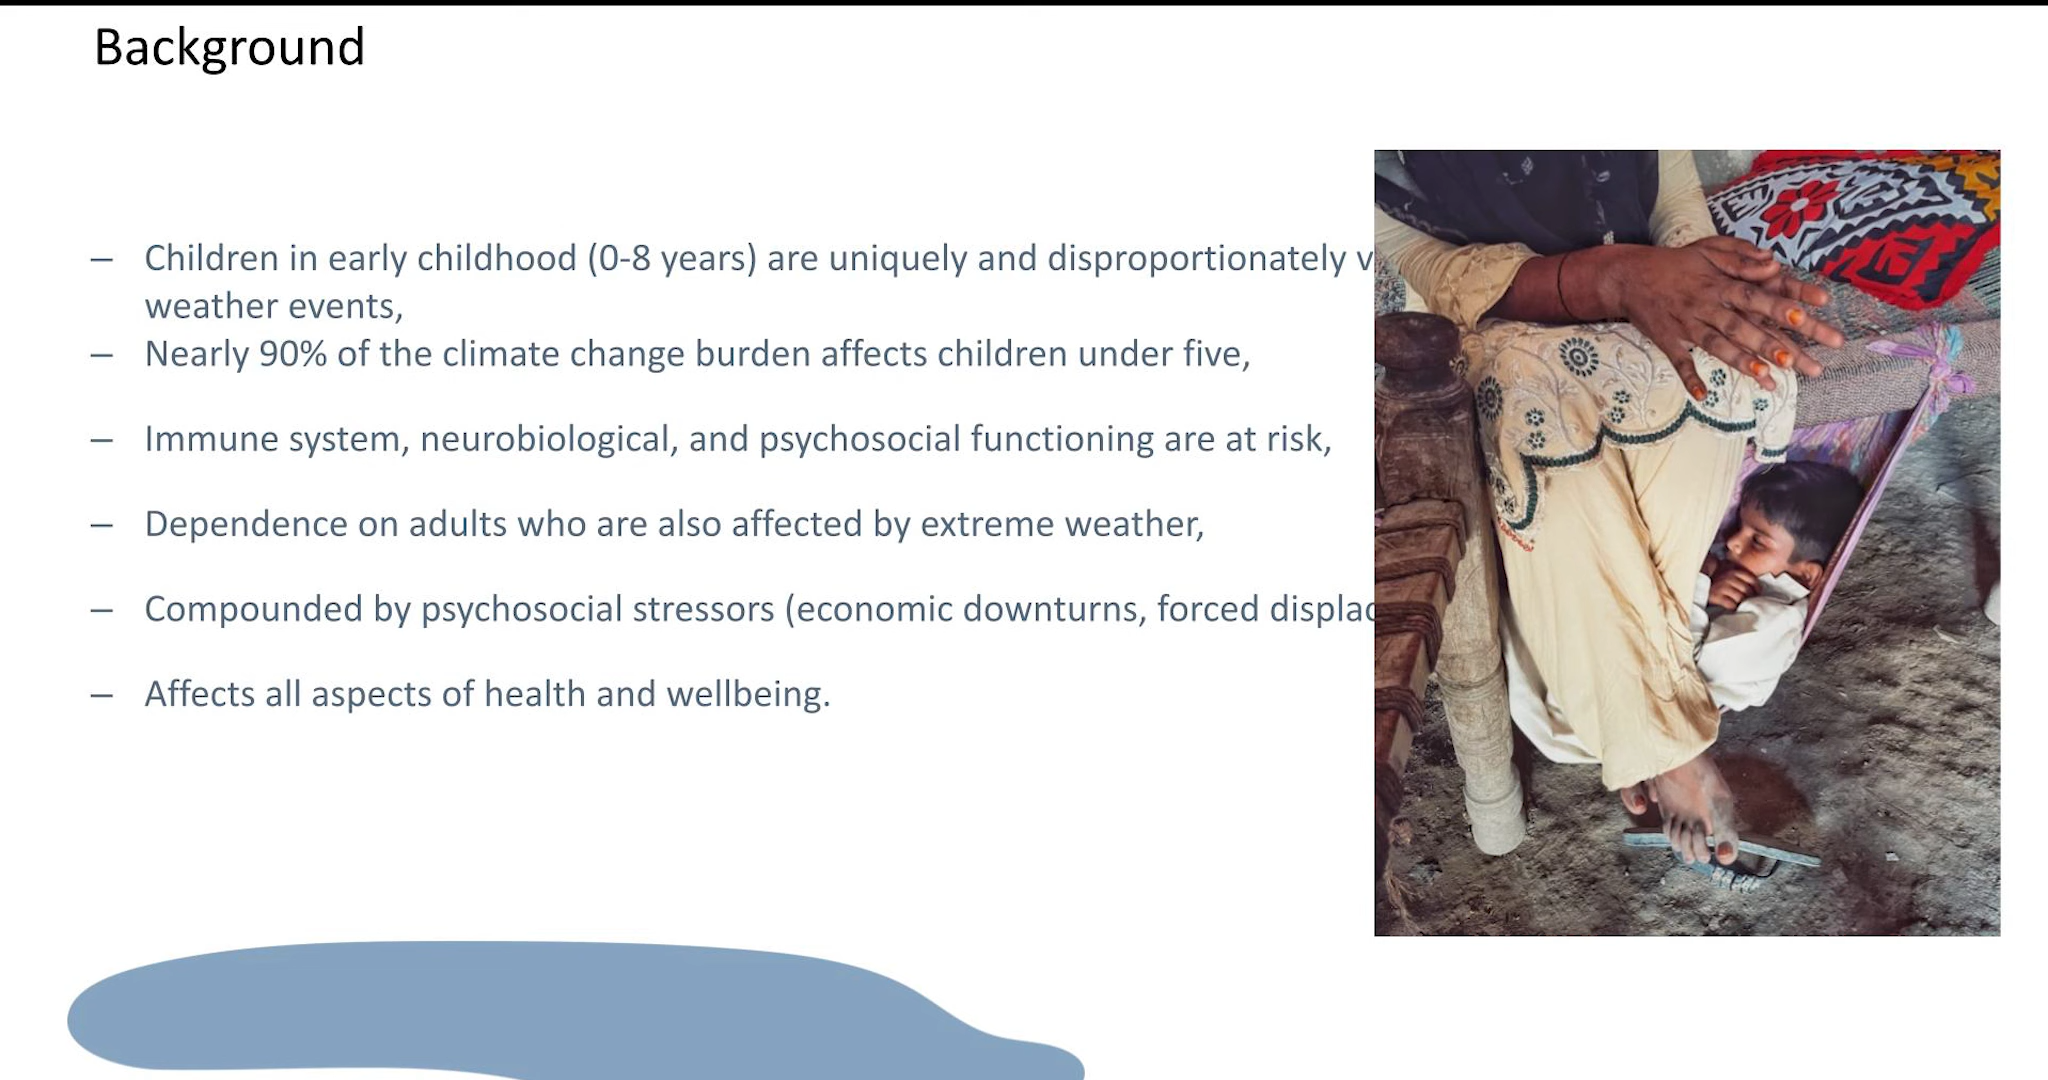 Background
– Children in early childhood (0-8 years) are uniquely and disproportionately
weather events,
– Nearly 90% of the climate change burden affects children under five,
– Immune system, neurobiological, and psychosocial functioning are at risk,
– Dependence on adults who are also affected by extreme weather,
– Compounded by psychosocial stressors (economic downturns, forced
– Affects all aspects of health and wellbeing.